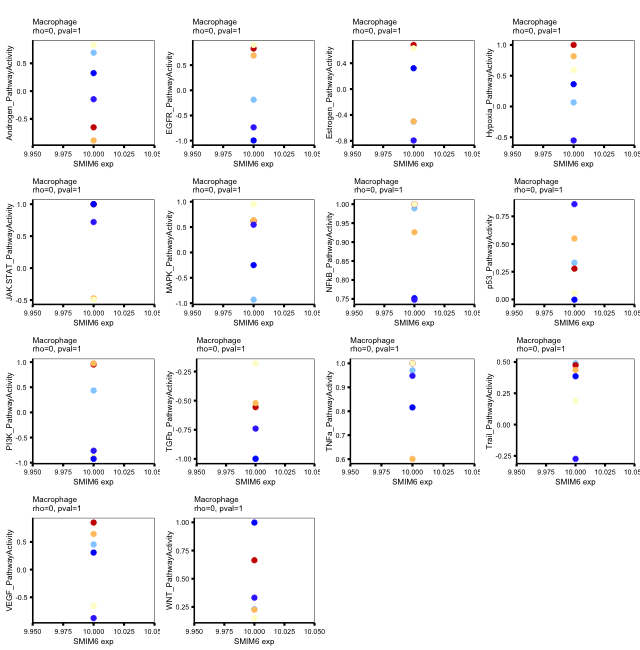 Macrophage
rho=0, pval=1
Androgen_PathwayActivity
0.5
0.0
-0.5
9.950 9.975 10.000 10.025 10.05
SMIM6 exp
Macrophage
rho=0, pval=1
EGFR_PathwayActivity
0.5
0.0
-0.5
-1.0
9.950 9.975 10.000 10.025 10.05
SMIM6 exp
Macrophage
rho=0, pval=1
Estrogen_PathwayActivity
0.4
0.0
-0.4
-0.8
9.950 9.975 10.000 10.025 10.05
SMIM6 exp
Macrophage
rho=0, pval=1
Hypoxia_PathwayActivity
1.0
0.5
0.0
-0.5
9.950 9.975 10.000 10.025 10.05
SMIM6 exp
Macrophage
rho=0, pval=1
JAK.STAT_PathwayActivity
1.0
0.5
0.0
-0.5
9.950 9.975 10.000 10.025 10.05
SMIM6 exp
Macrophage
rho=0, pval=1
MAPK_PathwayActivity
1.0
0.5
0.0
-0.5
-1.0
9.950 9.975 10.000 10.025 10.05
SMIM6 exp
Macrophage
rho=0, pval=1
NFkB_PathwayActivity
1.00
0.95
0.90
0.85
0.80
0.75
9.950 9.975 10.000 10.025 10.05
SMIM6 exp
Macrophage
rho=0, pval=1
p53_PathwayActivity
0.75
0.50
0.25
0.00
9.950 9.975 10.000 10.025 10.05
SMIM6 exp
Macrophage
rho=0, pval=1
PI3K_PathwayActivity
1.0
0.5
0.0
-0.5
-1.0
9.950 9.975 10.000 10.025 10.05
SMIM6 exp
Macrophage
rho=0, pval=1
TGFb_PathwayActivity
-0.25
-0.50
-0.75
-1.00
9.950 9.975 10.000 10.025 10.05
SMIM6 exp
Macrophage
rho=0, pval=1
TNFa_PathwayActivity
1.0
0.9
0.8
0.7
0.6
9.950 9.975 10.000 10.025 10.05
SMIM6 exp
Macrophage
rho=0, pval=1
Trail_PathwayActivity
0.50
0.25
0.00
-0.25
9.950 9.975 10.000 10.025 10.05
SMIM6 exp
Macrophage
rho=0, pval=1
VEGF_PathwayActivity
0.5
0.0
-0.5
9.950 9.975 10.000 10.025 10.05
SMIM6 exp
Macrophage
rho=0, pval=1
WNT_PathwayActivity
1.00
0.75
0.50
0.25
9.950 9.975 10.000 10.025 10.050
SMIM6 exp